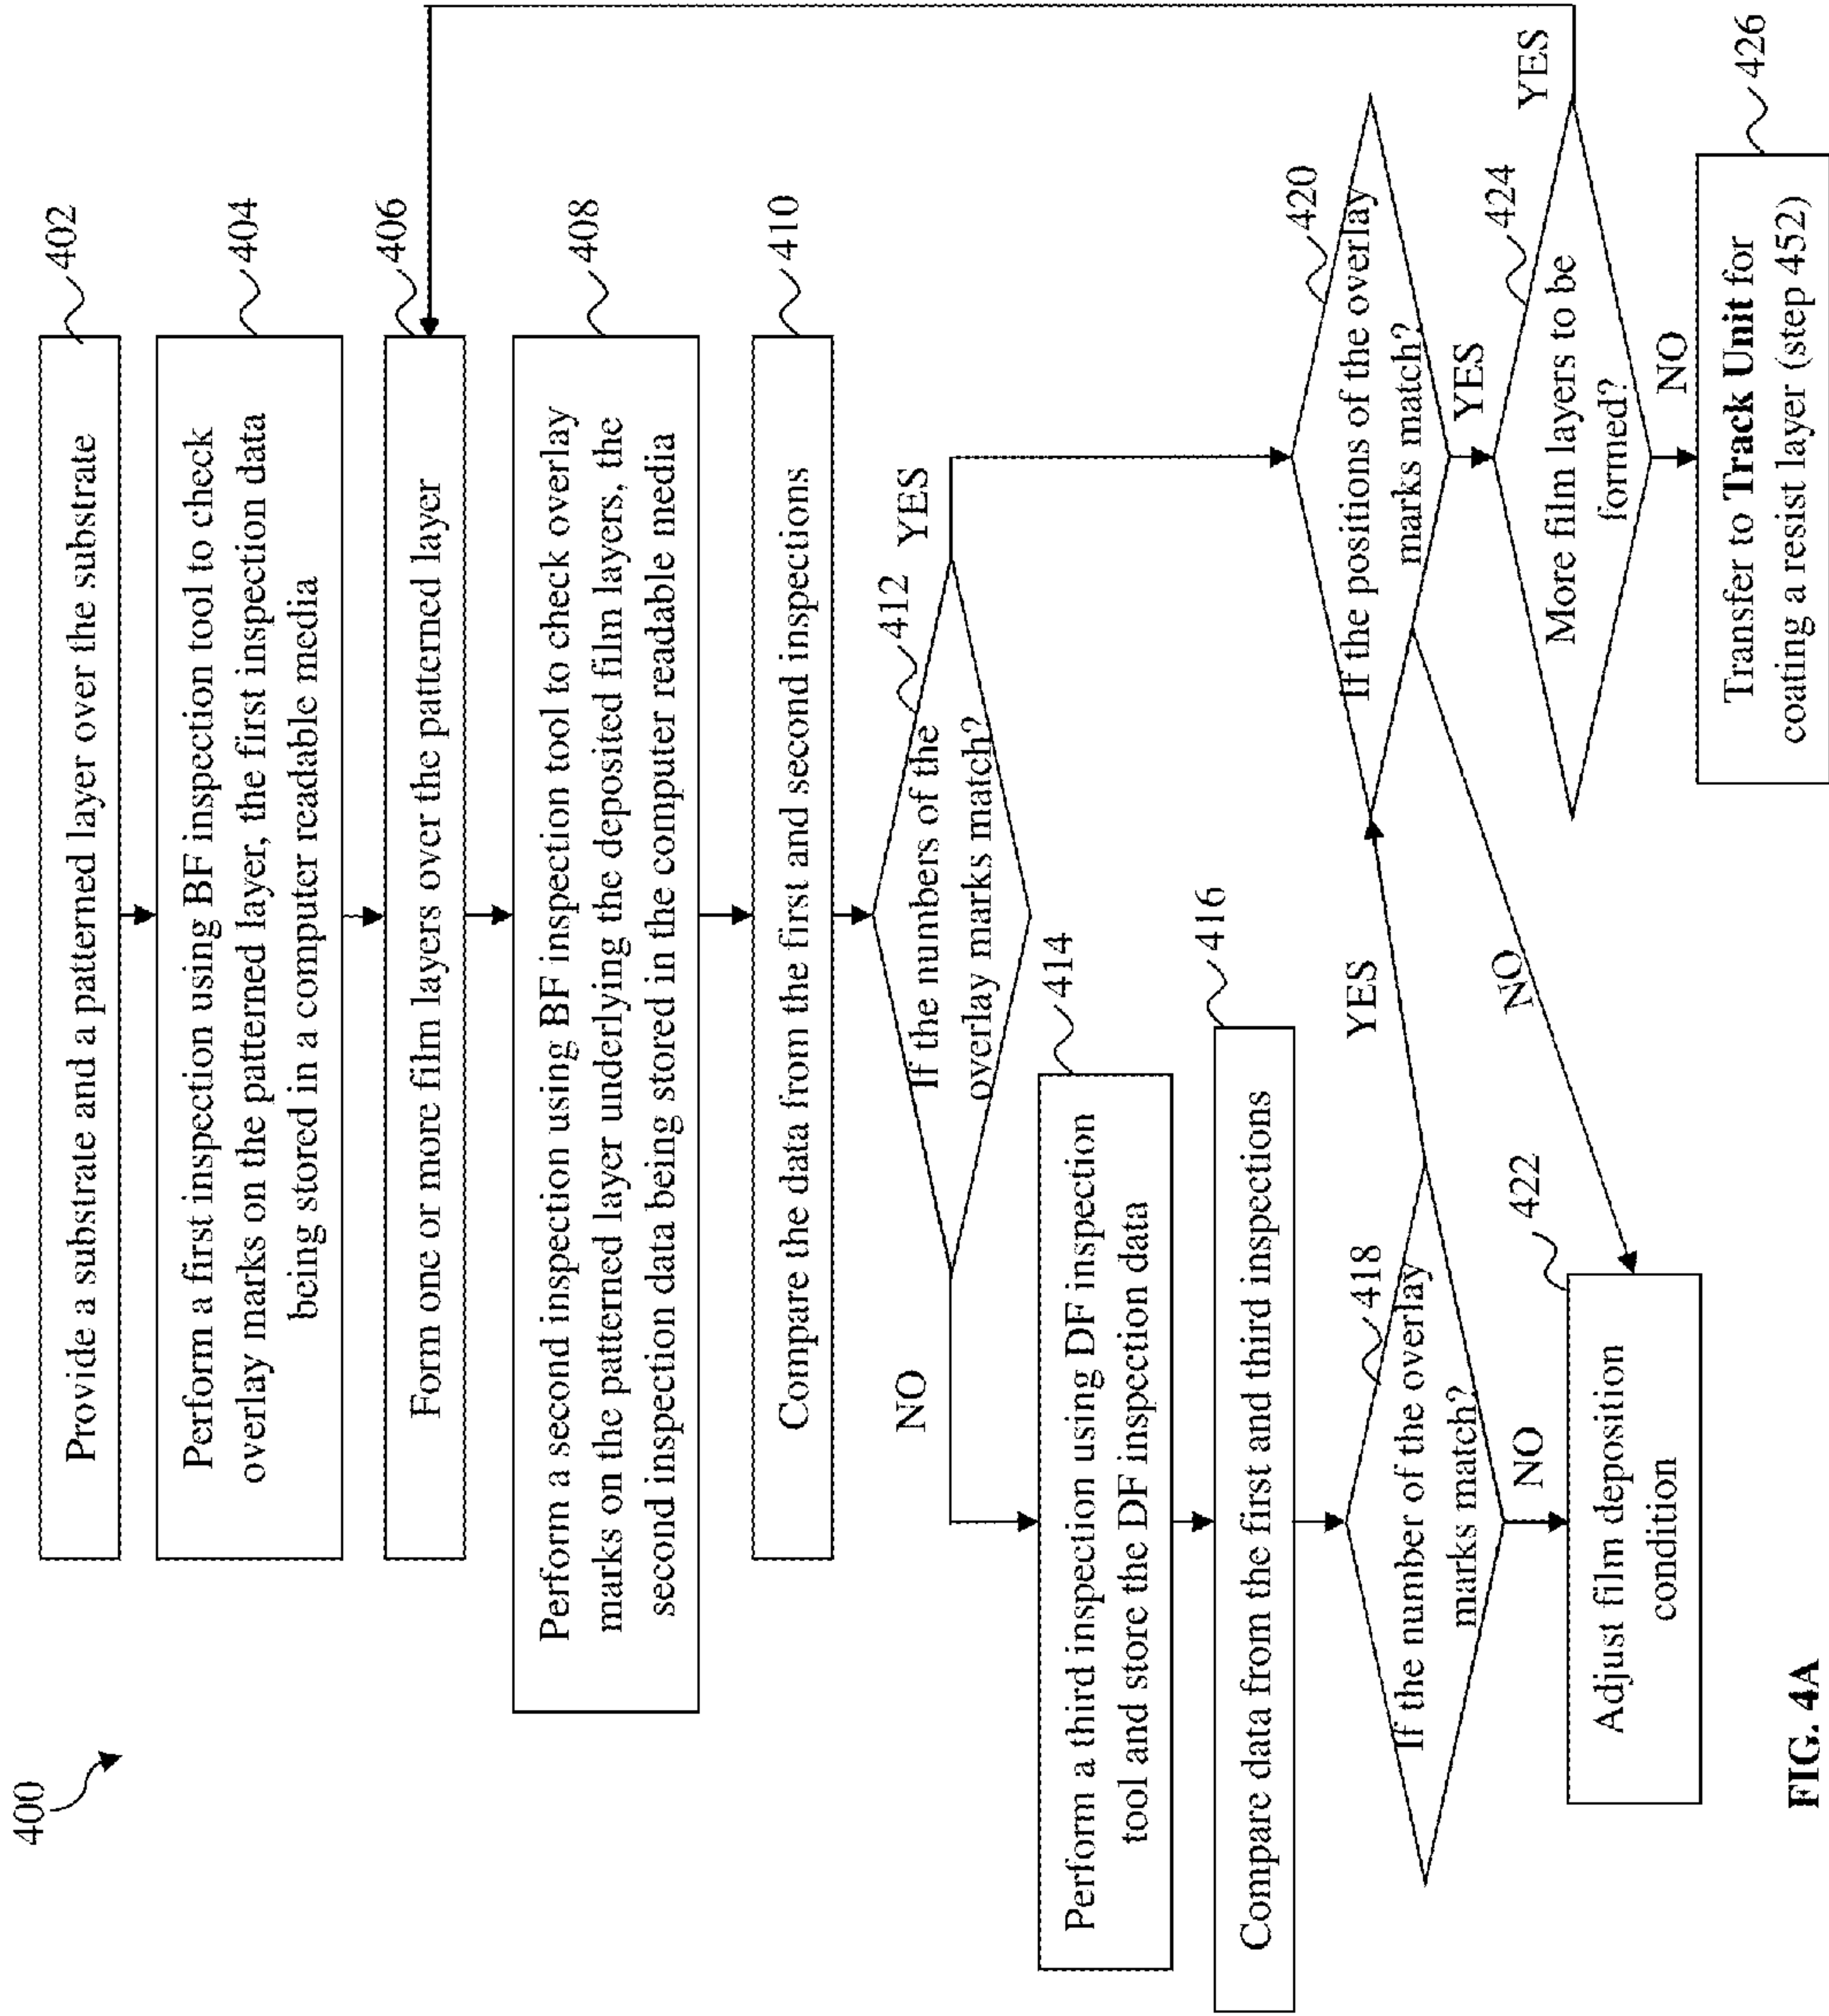 400
Provide a substrate and a patterned layer over the substrate
402
Perform a first inspection using BF inspection tool to check
overlay marks on the patterned layer, the first inspection data
being stored in a computer readable media
404
Form one or more film layers over the patterned layer
406
Perform a second inspection using BF inspection tool to check overlay
marks on the patterned layer underlying the deposited film layers, the
second inspection data being stored in the computer readable media
408
Compare the data from the first and second inspections
410
If the numbers of the
overlay marks match?
412
NO
YES
Perform a third inspection using DF inspection
tool and store the DF inspection data
414
Compare data from the first and third inspections
416
If the number of the overlay
marks match?
418
YES
NO
If the positions of the overlay
marks match?
420
YES
NO
Adjust film deposition
condition
422
More film layers to be
formed?
424
YES
NO
Transfer to Track Unit for
coating a resist layer (step 452)
426
FIG. 4A